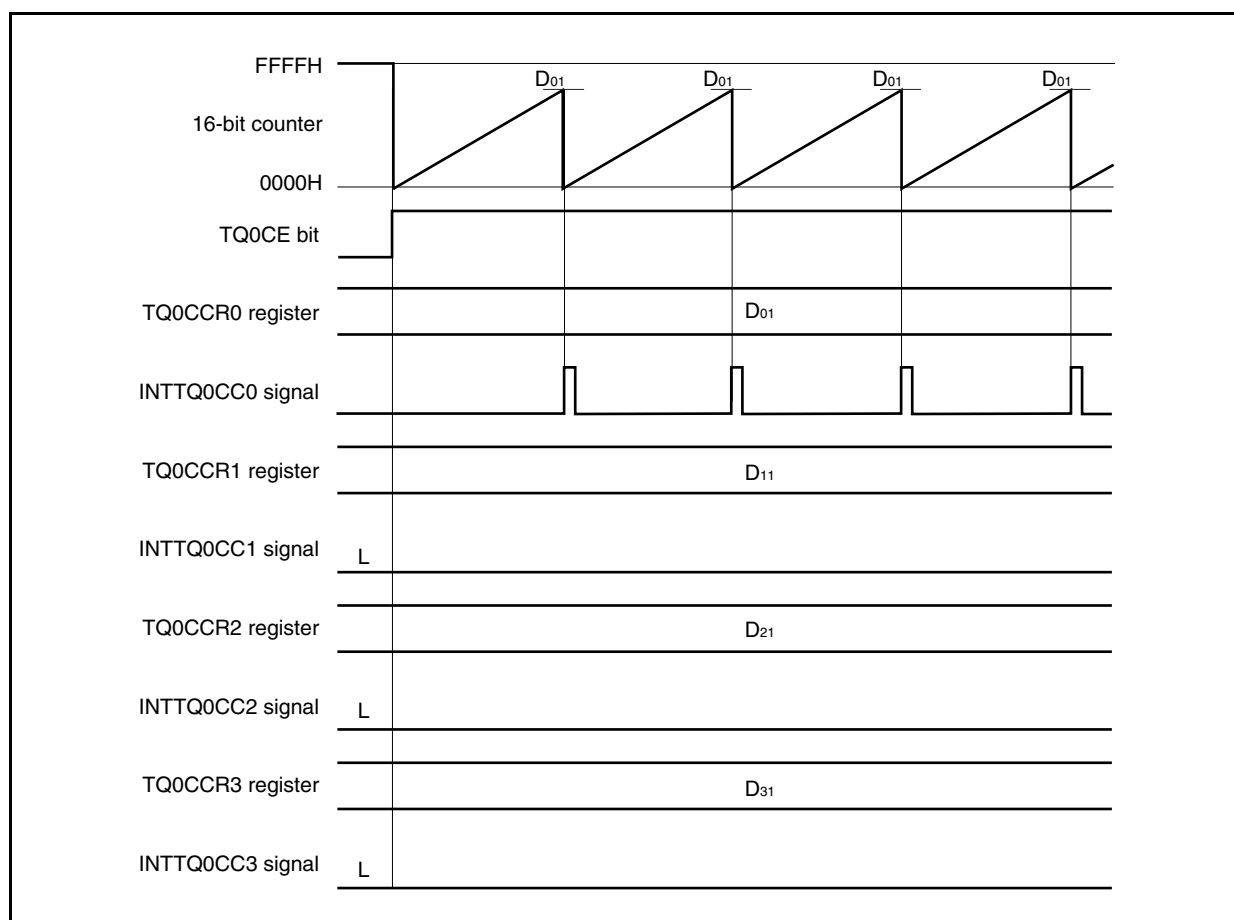 FFFFH
D01 D01 D01 D01
16-bit counter
0000H
TQ0CE bit
TQ0CCR0 register D01
INTTQ0CC0 signal
TQ0CCR1 register D11
INTTQ0CC1 signal L
TQ0CCR2 register D21
INTTQ0CC2 signal L
TQ0CCR3 register D31
INTTQ0CC3 signal L